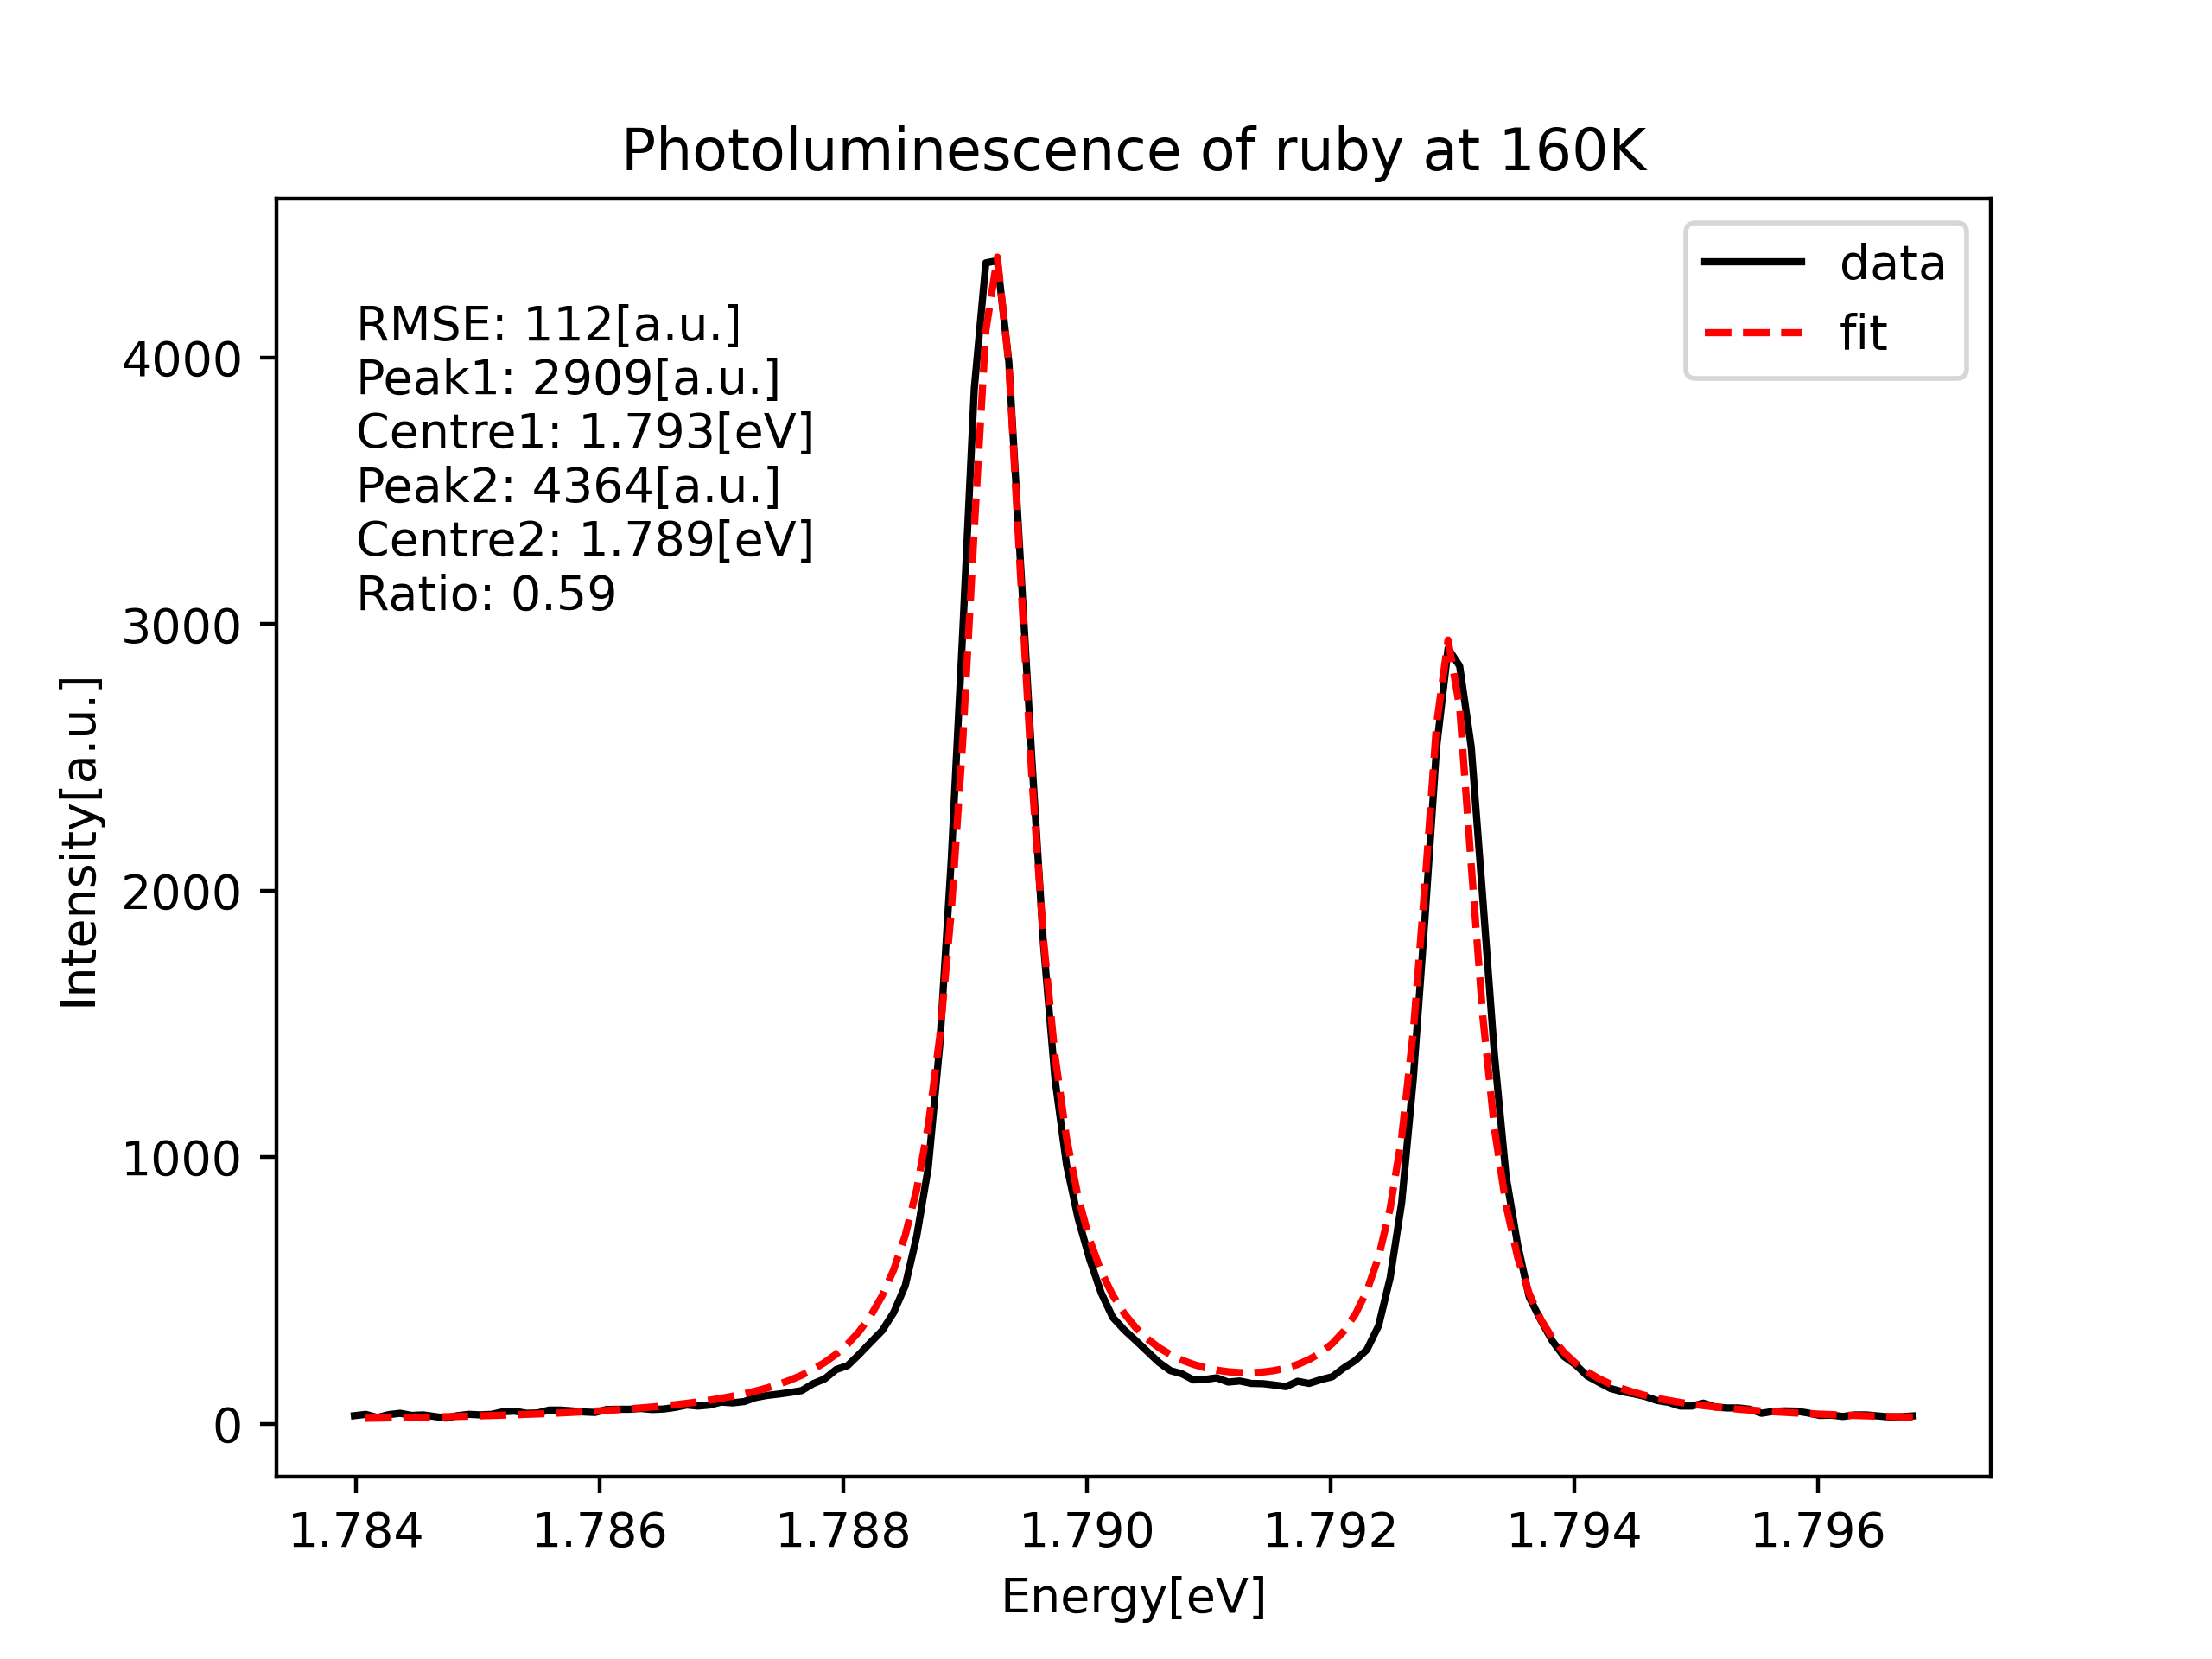 Photoluminescence of ruby at 160K
data
fit
RMSE: 112[a.u.]
Peak1: 2909[a.u.]
Centre1: 1.793[eV]
Peak2: 4364[a.u.]
Centre2: 1.789[eV]
Ratio: 0.59
Intensity[a.u.]
4000
3000
2000
1000
0
1.784 1.786 1.788 1.790 1.792 1.794 1.796
Energy[eV]